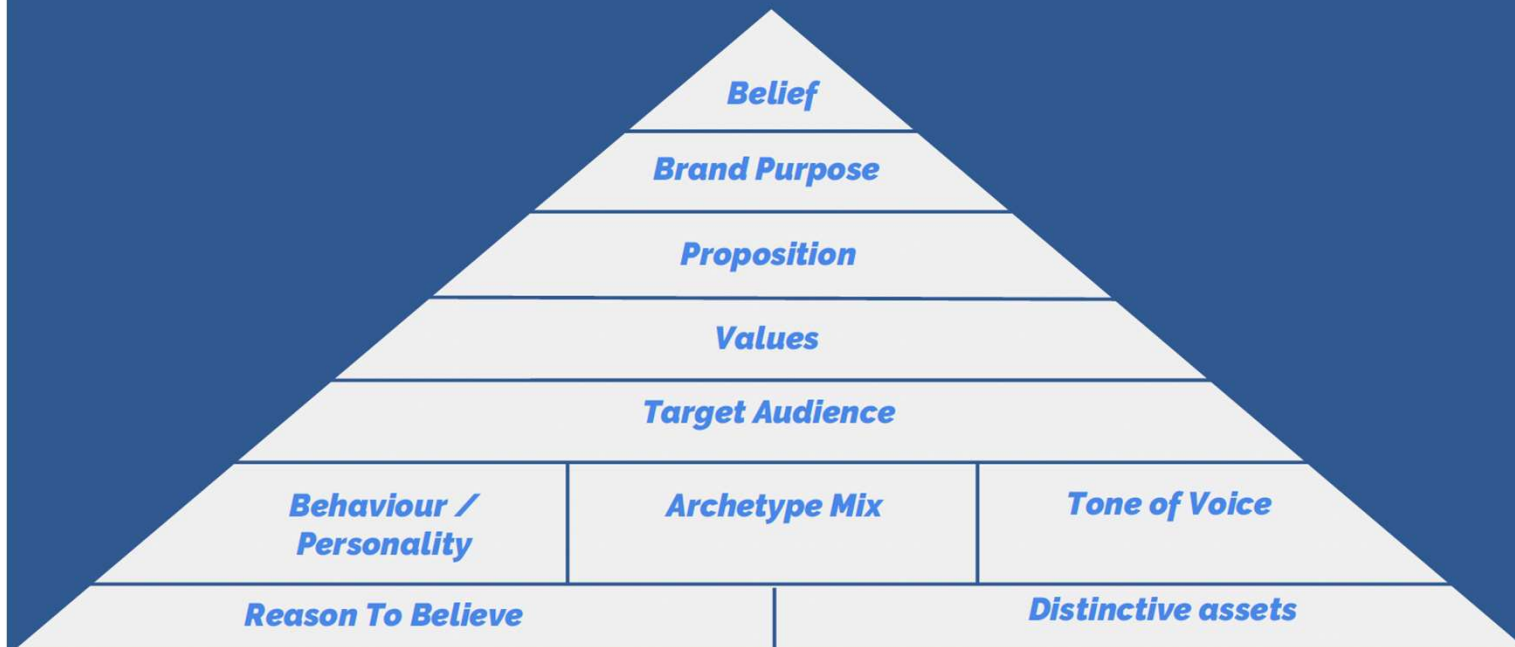 Belief
Brand Purpose
Proposition
Values
Target Audience
Behaviour /
Personality
Archetype Mix
Tone of Voice
Reason To Believe
Distinctive assets